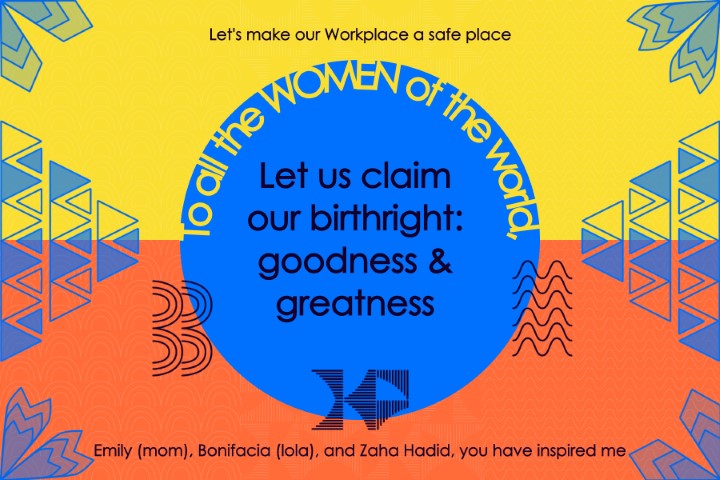 Let's make our Workplace a safe place
To all the WOMEN of the world,
Let us claim
our birthright:
goodness &
greatness
Emily (mom), Bonifacia (lola), and Zaha Hadid, you have inspired me